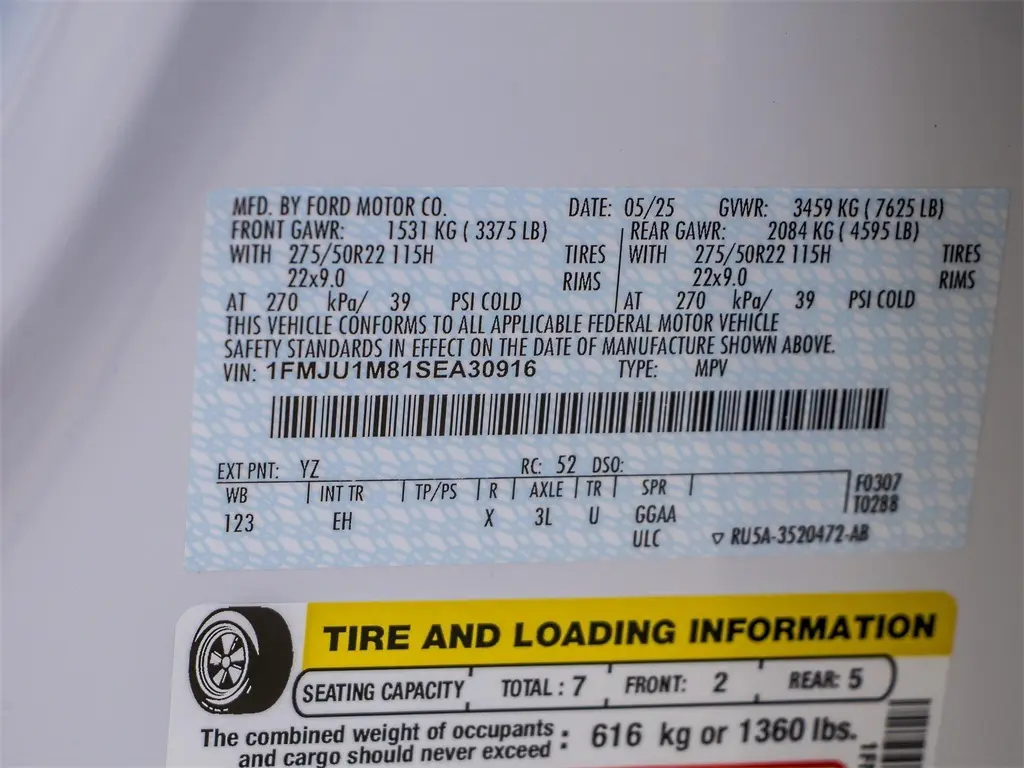 MFD. BY FORD MOTOR CO. DATE: 05/25 GVWR: 3459 KG ( 7625 LB)
FRONT GAWR: 1531 KG ( 3375 LB) REAR GAWR: 2084 KG ( 4595 LB)
WITH 275/50R22 115H TIRES WITH 275/50R22 115H TIRES
22x9.0 RIMS 22x9.0 RIMS
AT 270 kPa/ 39 PSI COLD AT 270 kPa/ 39 PSI COLD
THIS VEHICLE CONFORMS TO ALL APPLICABLE FEDERAL MOTOR VEHICLE
SAFETY STANDARDS IN EFFECT ON THE DATE OF MANUFACTURE SHOWN ABOVE.
VIN: 1FMJU1M81SEA30916 TYPE: MPV
EXT PNT: YZ RC: 52 DSO:
WB INT TR TP/PS R AXLE TR SPR F0307
T0288
123 EH X 3L U GGAA
ULC RU5A-3520472-AB
TIRE AND LOADING INFORMATION
SEATING CAPACITY TOTAL : 7 FRONT: 2 REAR: 5
The combined weight of occupants : 616 kg or 1360 lbs.
and cargo should never exceed